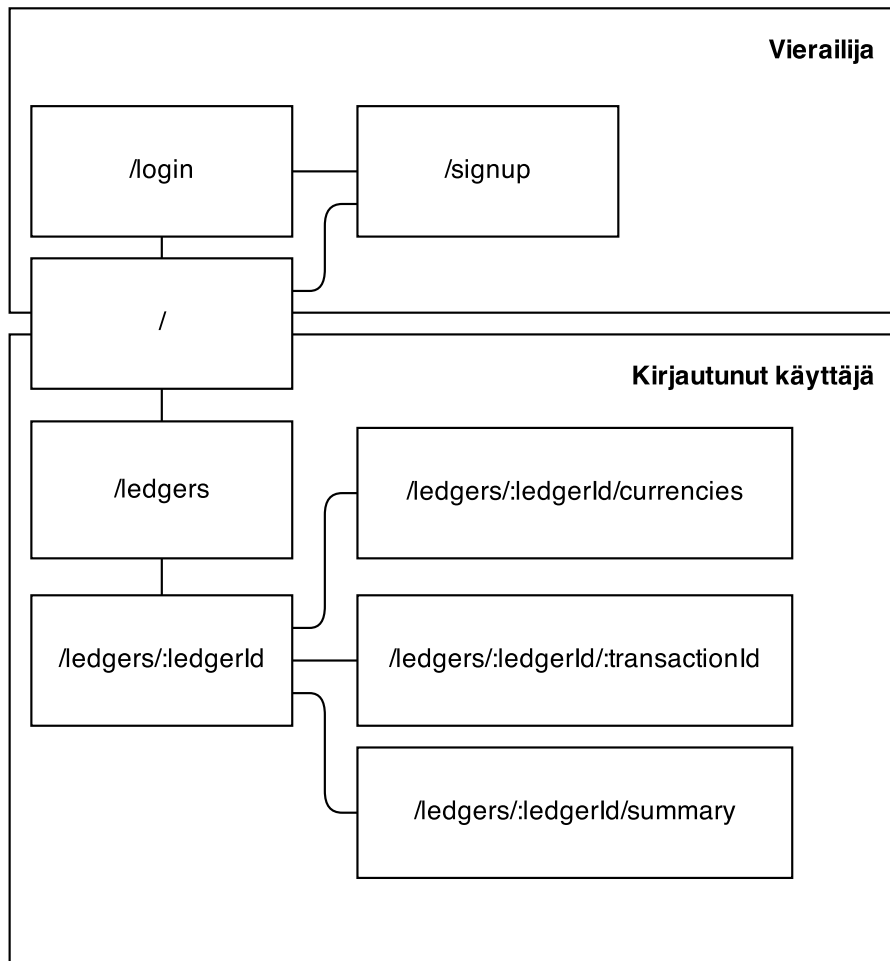 Vierailija
/login
/signup
/
Kirjautunut käyttäjä
/ledgers
/ledgers/:ledgerId/currencies
/ledgers/:ledgerId
/ledgers/:ledgerId/:transactionId
/ledgers/:ledgerId/summary